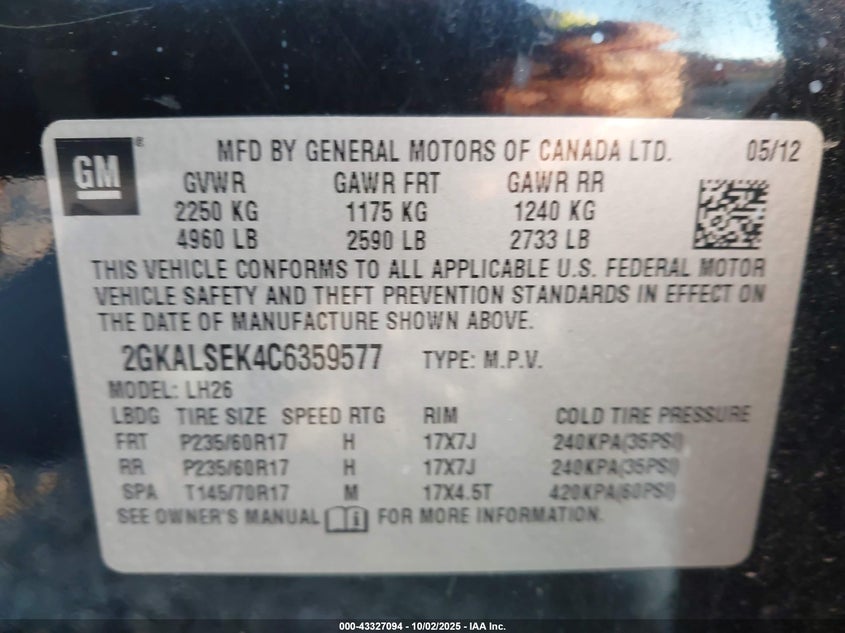 GM ®
MFD BY GENERAL MOTORS OF CANADA LTD. 05/12
GVWR GAWR FRT GAWR RR
2250 KG 1175 KG 1240 KG
4960 LB 2590 LB 2733 LB
THIS VEHICLE CONFORMS TO ALL APPLICABLE U.S. FEDERAL MOTOR
VEHICLE SAFETY AND THEFT PREVENTION STANDARDS IN EFFECT ON
THE DATE OF MANUFACTURE SHOWN ABOVE.
2GKALSEK4C6359577 TYPE: M.P.V.
MODEL: LH26
LBDG TIRE SIZE SPEED RTG RIM COLD TIRE PRESSURE
FRT P235/60R17 H 17X7J 240KPA(35PSI)
RR P235/60R17 H 17X7J 240KPA(35PSI)
SPA T145/70R17 M 17X4.5T 420KPA(60PSI)
SEE OWNER'S MANUAL FOR MORE INFORMATION.
000-43327094 - 10/02/2025 - IAA Inc.